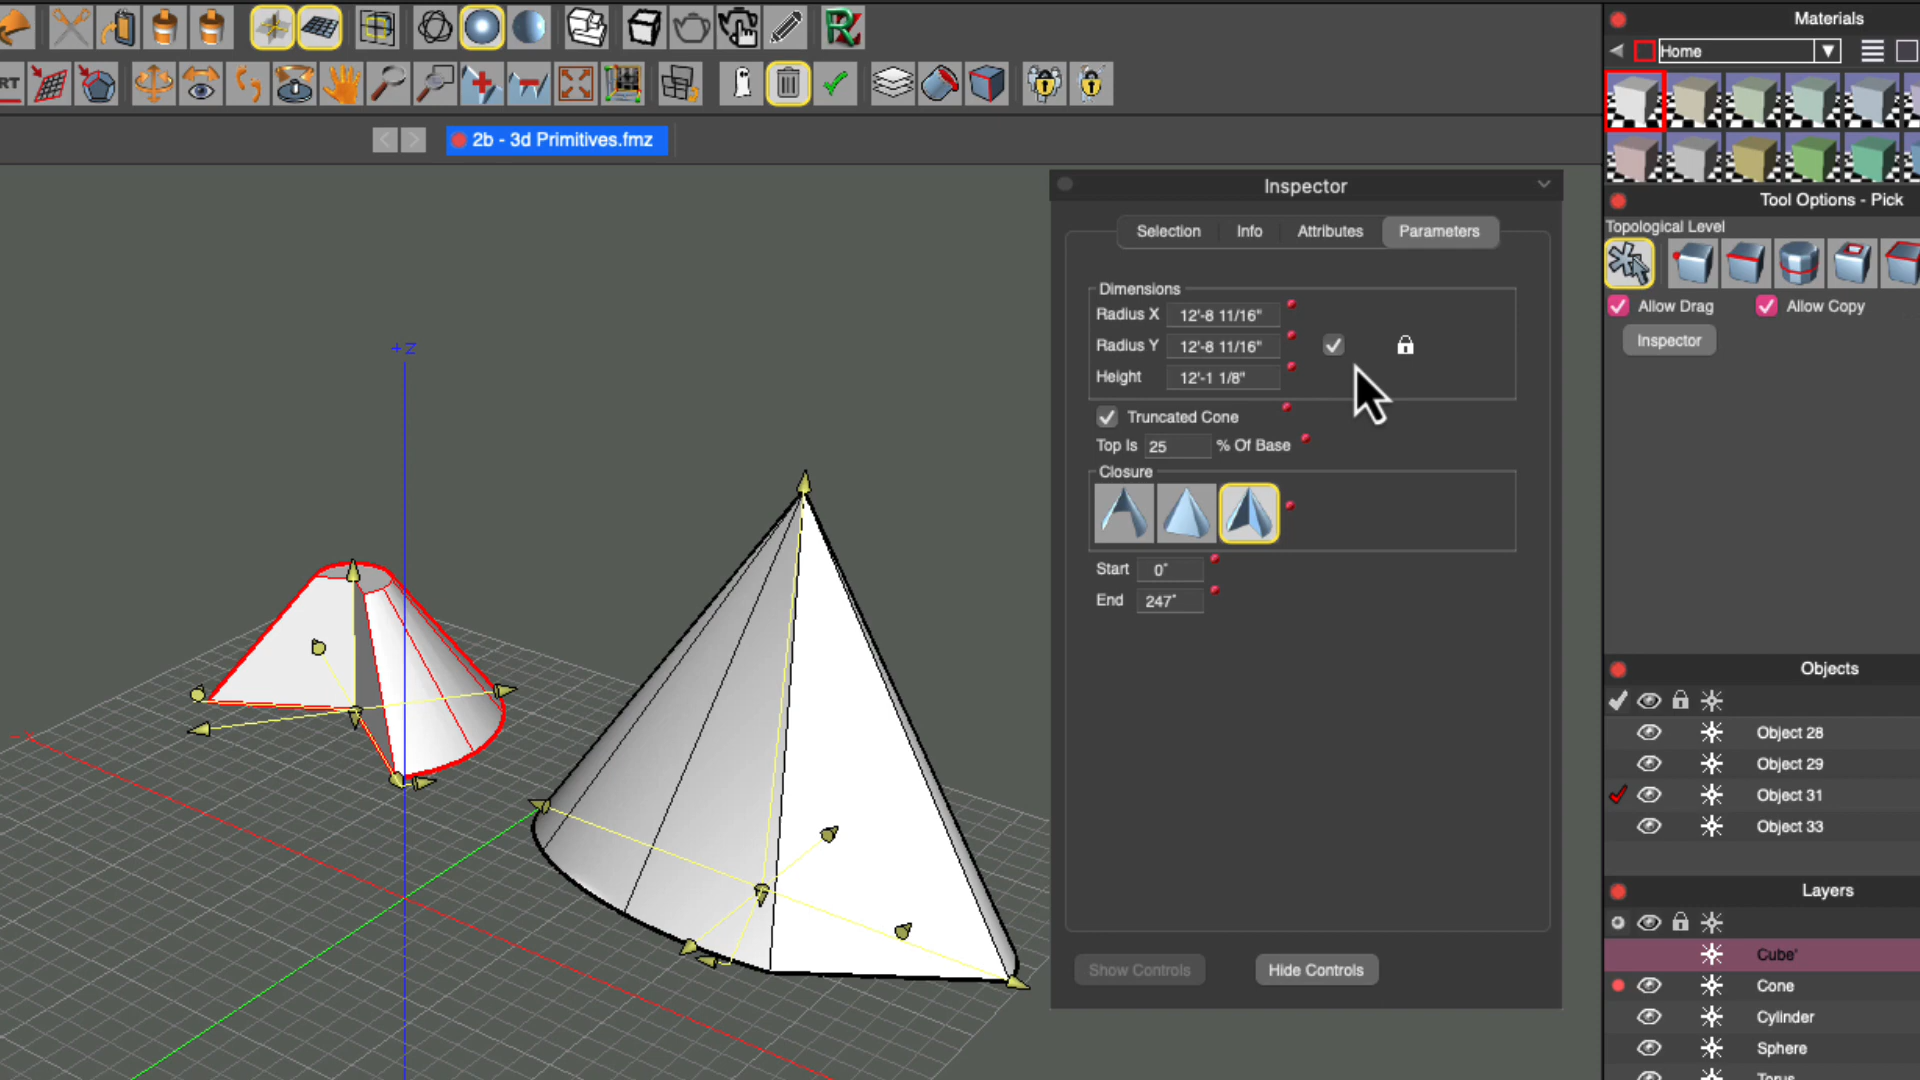 Materials
Home
RT
2b - 3d Primitives.fmz
Inspector
Tool Options - Pick
Topological Level
Selection
Info
Attributes
Parameters
Dimensions
Radius X 12'-8 11/16"
Radius Y 12'-8 11/16"
Height 12'-1 1/8"
Allow Drag
Allow Copy
Inspector
+Z
Truncated Cone
Top Is 25 % Of Base
Closure
Start 0°
End 247°
Objects
Object 28
Object 29
Object 31
Object 33
Layers
Cube'
Cone
Cylinder
Sphere
Torus
Show Controls
Hide Controls